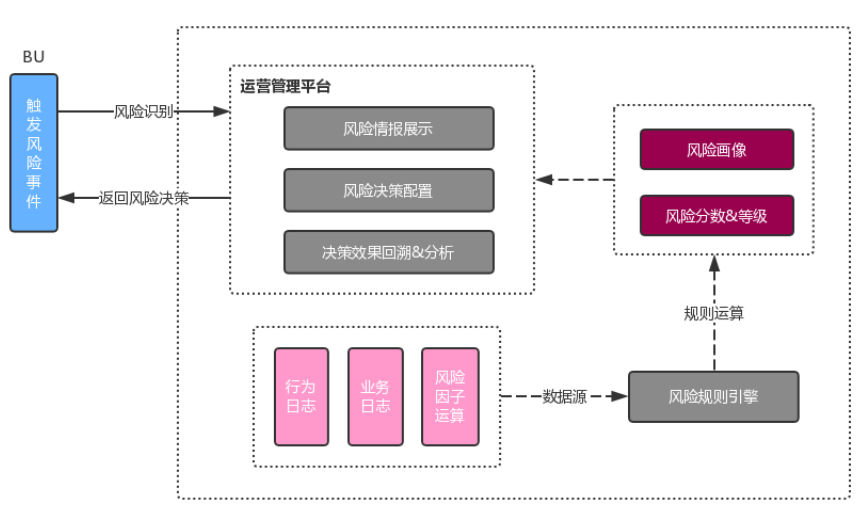 BU
触
发
风
险
事
件
风险识别
返回风险决策
运营管理平台
风险情报展示
风险决策配置
决策效果回溯&分析
风险画像
风险分数&等级
规则运算
行为
日志
业务
日志
风险
因子
运算
数据源
风险规则引擎